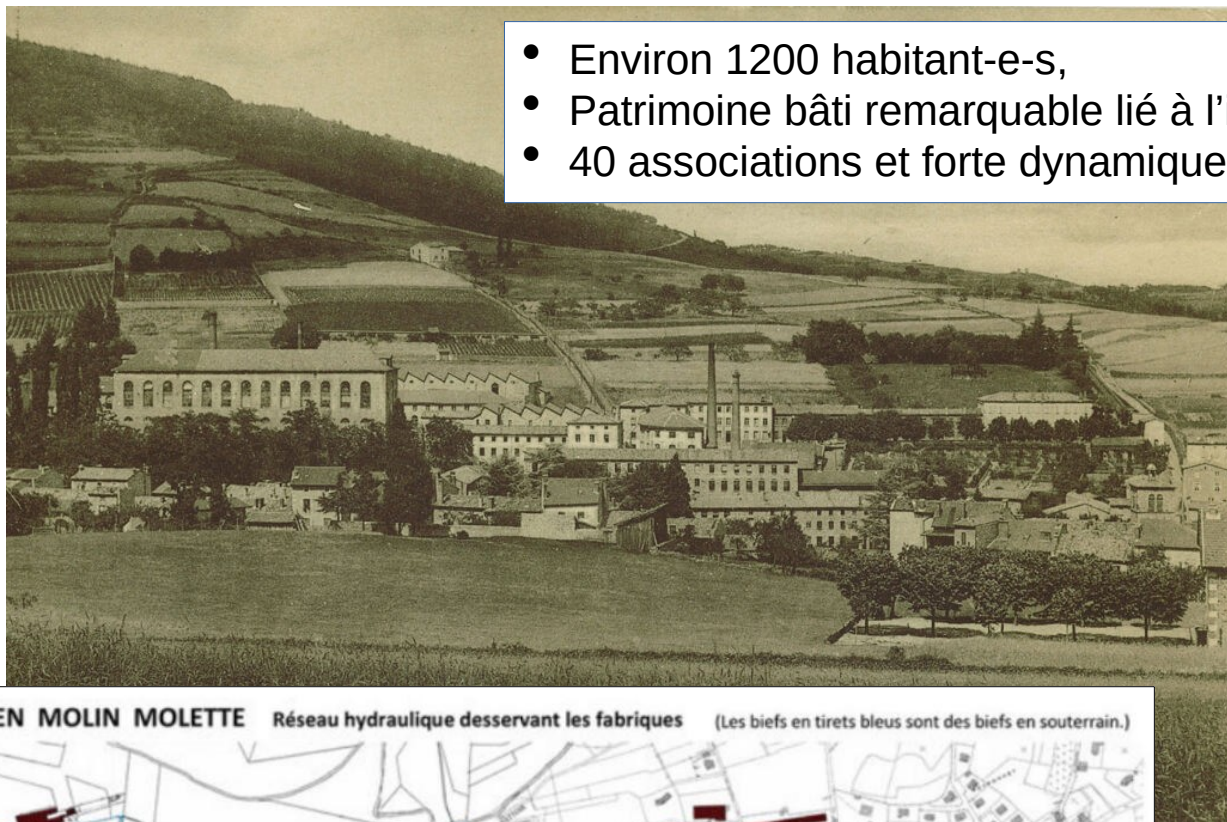 • Environ 1200 habitant-e-s,
• Patrimoine bâti remarquable lié à l’
• 40 associations et forte dynamique
EN MOLIN MOLETTE Réseau hydraulique desservant les fabriques (Les biefs en tirets bleus sont des biefs en souterrain.)